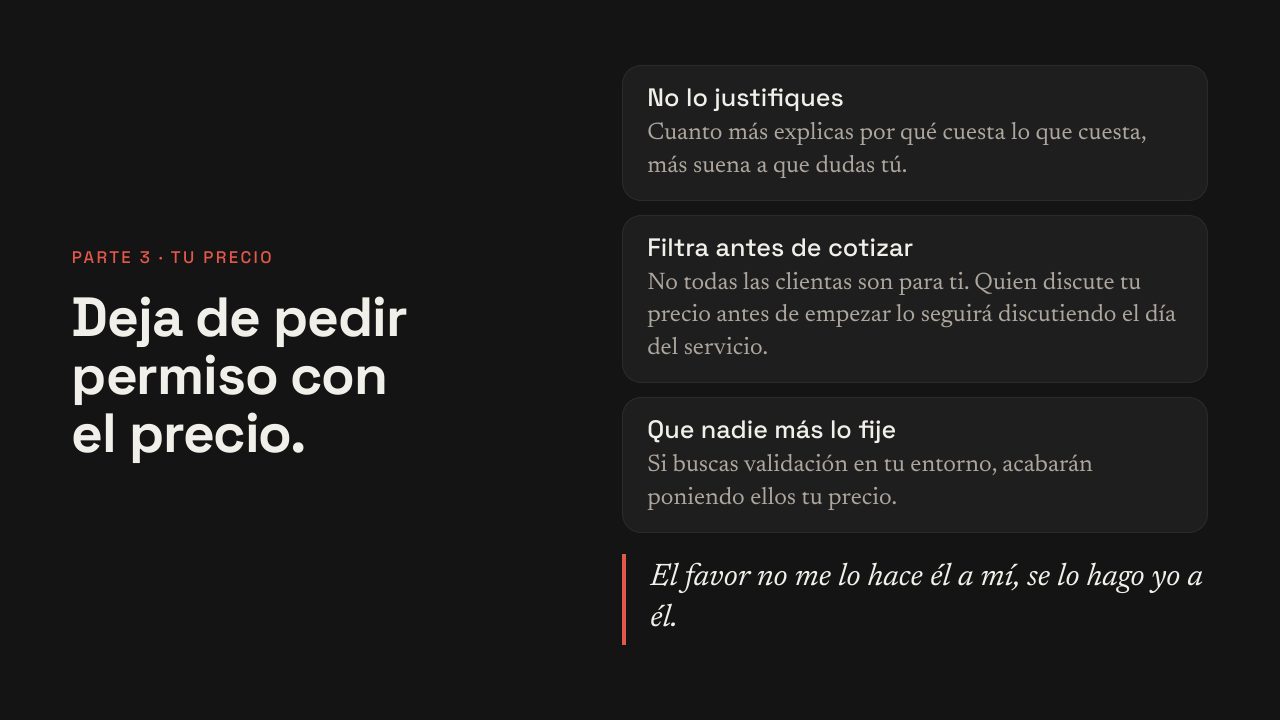 PARTE 3 · TU PRECIO
Deja de pedir
permiso con
el precio.
No lo justifiques
Cuanto más explicas por qué cuesta lo que cuesta,
más suena a que dudas tú.
Filtra antes de cotizar
No todas las clientas son para ti. Quien discute tu
precio antes de empezar lo seguirá discutiendo el día
del servicio.
Que nadie más lo fije
Si buscas validación en tu entorno, acabarán
poniendo ellos tu precio.
El favor no me lo hace él a mí, se lo hago yo a
él.